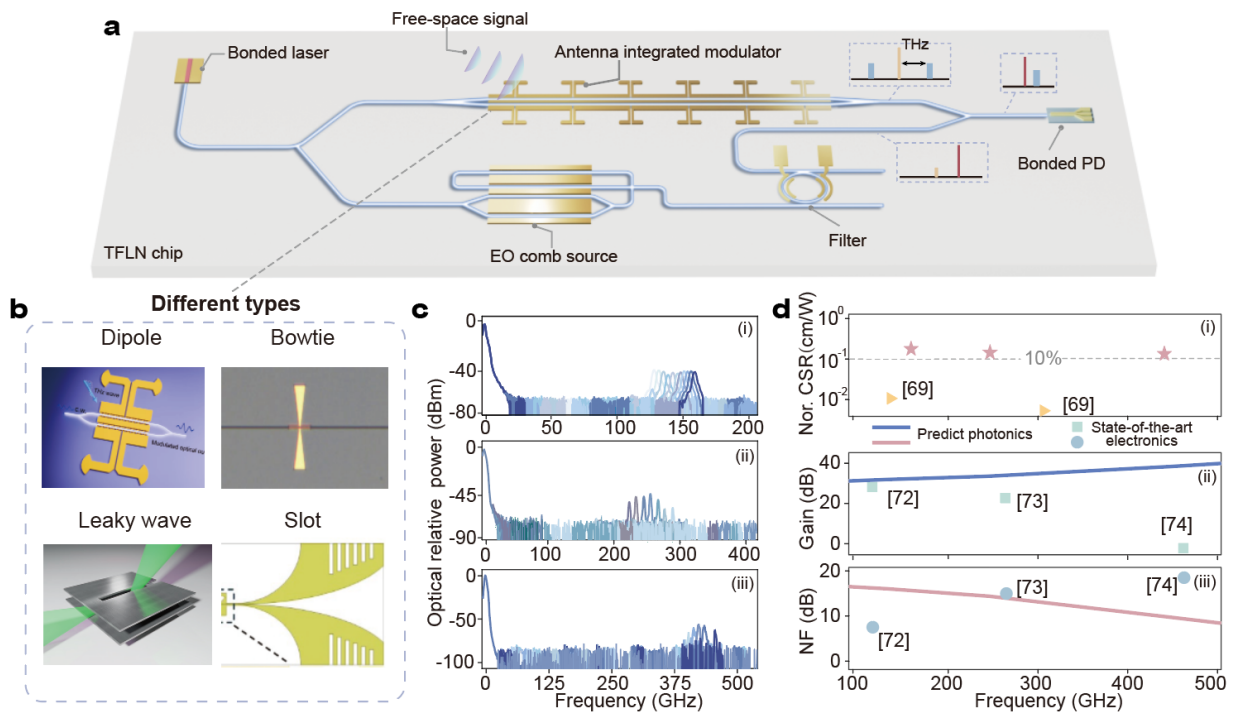 a
Free-space signal
Bonded laser
Antenna integrated modulator
THz
Bonded PD
Filter
EO comb source
TFLN chip
b
Different types
Dipole
Bowtie
THz wave
Modulated optical
Leaky wave
Slot
c
Optical relative power (dBm)
(i)
0
-40
-80
0
50
100
150
200
(ii)
0
-45
-90
0
100
200
300
400
(iii)
0
-50
-100
0
125
250
375
500
Frequency (GHz)
d
Nor. CSR(cm/W)
(i)
10⁰
10⁻¹
10⁻²
10%
[69]
[69]
Predict photonics
State-of-the-art
electronics
Gain (dB)
(ii)
40
20
0
[72]
[73]
[74]
NF (dB)
(iii)
20
10
0
[72]
[73]
[74]
100
200
300
400
500
Frequency (GHz)